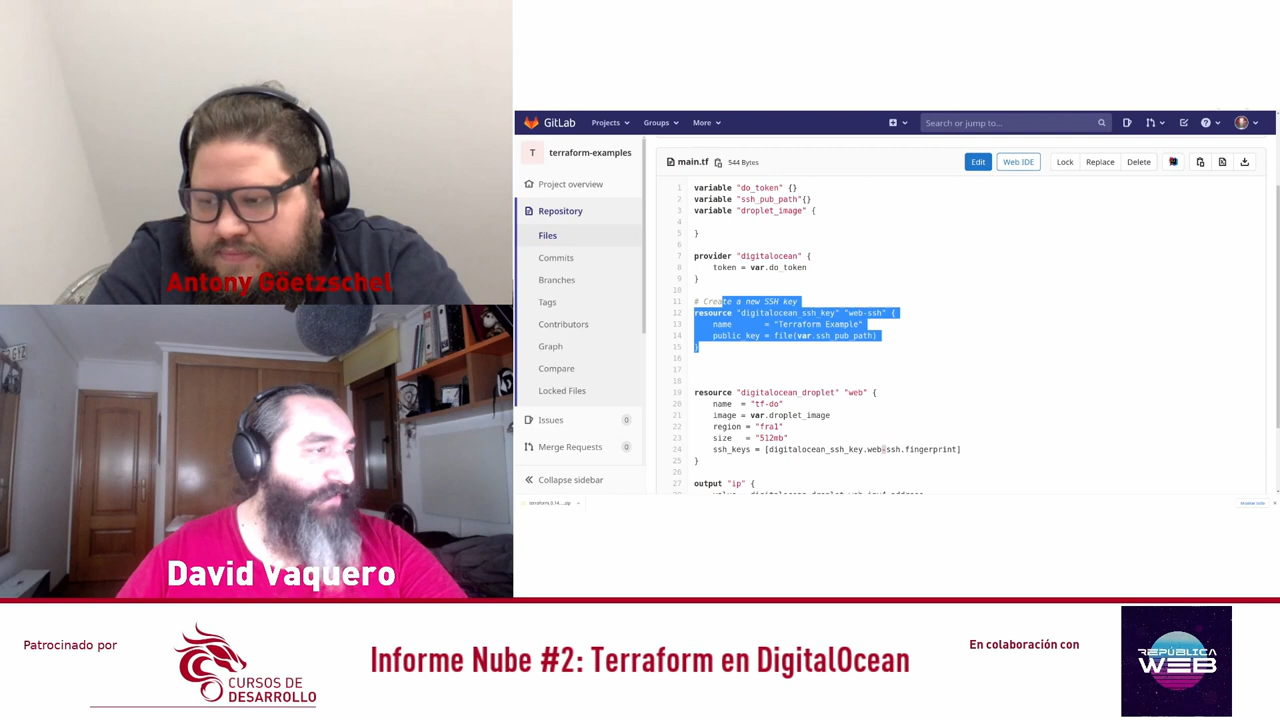 Antony Göetzschel
David Vaquero
GitLab
Projects
Groups
More
Search or jump to...
T
terraform-examples
Project overview
Repository
Files
Commits
Branches
Tags
Contributors
Graph
Compare
Locked Files
Issues
0
Merge Requests
0
Collapse sidebar
main.tf
544 Bytes
Edit
Web IDE
Lock
Replace
Delete
1 variable "do_token" {}
2 variable "ssh_pub_path"{}
3 variable "droplet_image" {
4
5 }
6
7 provider "digitalocean" {
8 token = var.do_token
9 }
10
11 # Create a new SSH key
12 resource "digitalocean_ssh_key" "web-ssh" {
13 name = "Terraform Example"
14 public_key = file(var.ssh_pub_path)
15 }
16
17
18
19 resource "digitalocean_droplet" "web" {
20 name = "tf-do"
21 image = var.droplet_image
22 region = "fra1"
23 size = "512mb"
24 ssh_keys = [digitalocean_ssh_key.web-ssh.fingerprint]
25 }
26
27 output "ip" {
Patrocinado por
CURSOS DE
DESARROLLO
Informe Nube #2: Terraform en DigitalOcean
En colaboración con
REPÚBLICA
WEB